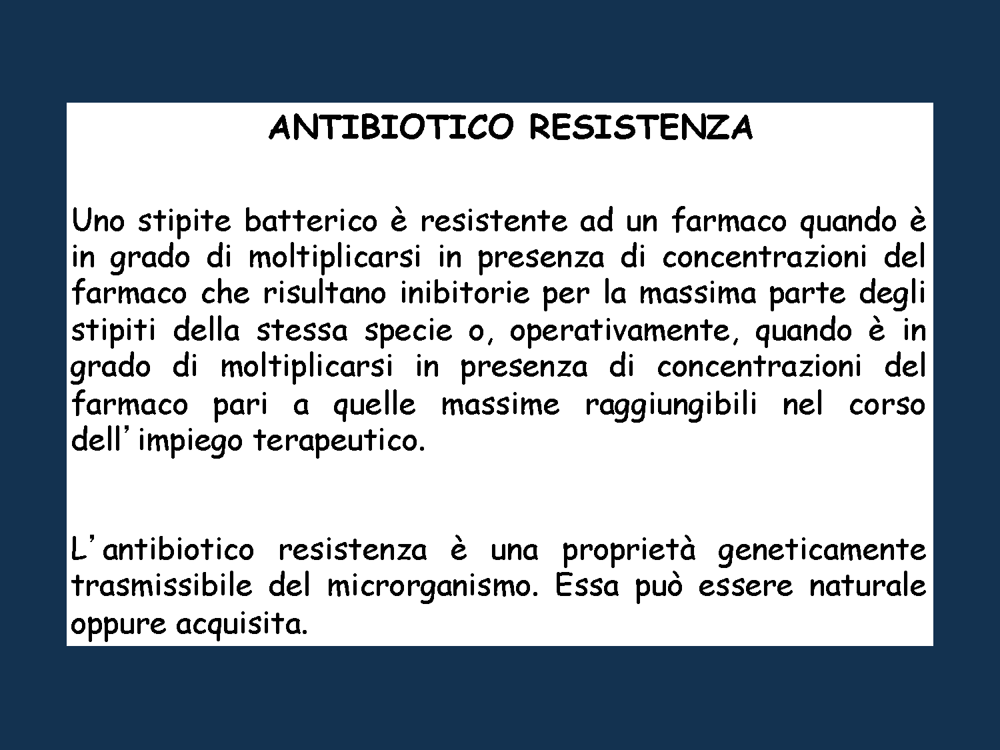 ANTIBIOTICO RESISTENZA
Uno stipite batterico è resistente ad un farmaco quando è
in grado di moltiplicarsi in presenza di concentrazioni del
farmaco che risultano inibitorie per la massima parte degli
stipiti della stessa specie o, operativamente, quando è in
grado di moltiplicarsi in presenza di concentrazioni del
farmaco pari a quelle massime raggiungibili nel corso
dell’impiego terapeutico.
L’antibiotico resistenza è una proprietà geneticamente
trasmissibile del microrganismo. Essa può essere naturale
oppure acquisita.